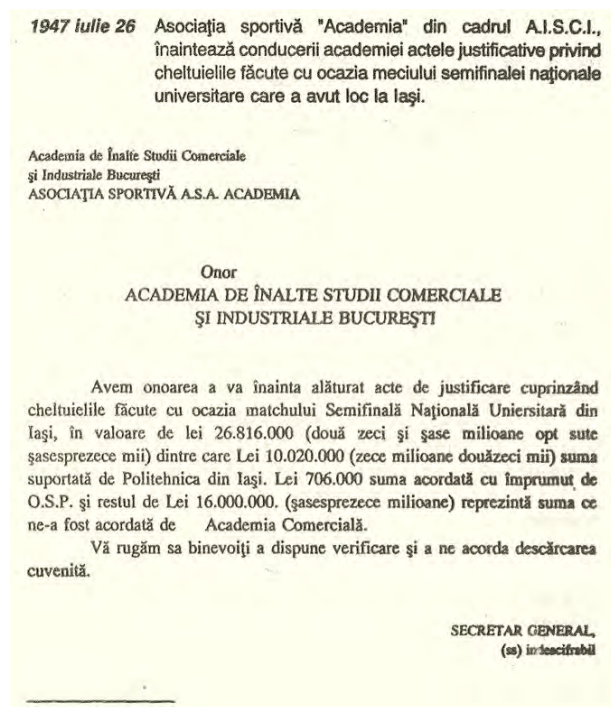 1947 iulie 26 Asociaţia sportivă "Academia" din cadrul A.I.S.C.I.,
înaintează conducerii academiei actele justificative privind
cheltuielile făcute cu ocazia meciului semifinalei naţionale
universitare care a avut loc la Iaşi.
Academia de Înalte Studii Comerciale
şi Industriale Bucureşti
ASOCIAŢIA SPORTIVĂ A.S.A. ACADEMIA
Onor
ACADEMIA DE ÎNALTE STUDII COMERCIALE
ŞI INDUSTRIALE BUCUREŞTI
Avem onoarea a va înainta alăturat acte de justificare cuprinzând
cheltuielile făcute cu ocazia matchului Semifinală Naţională Uniersitară din
Iaşi, în valoare de lei 26.816.000 (două zeci şi şase milioane opt sute
şasesprezece mii) dintre care Lei 10.020.000 (zece milioane douăzeci mii) suma
suportată de Politehnica din Iaşi. Lei 706.000 suma acordată cu împrumut de
O.S.P. şi restul de Lei 16.000.000. (şasesprezece milioane) reprezintă suma ce
ne-a fost acordată de Academia Comercială.
Vă rugăm sa binevoiţi a dispune verificare şi a ne acorda descărcarea
cuvenită.
SECRETAR GENERAL,
(ss) indescifrabil